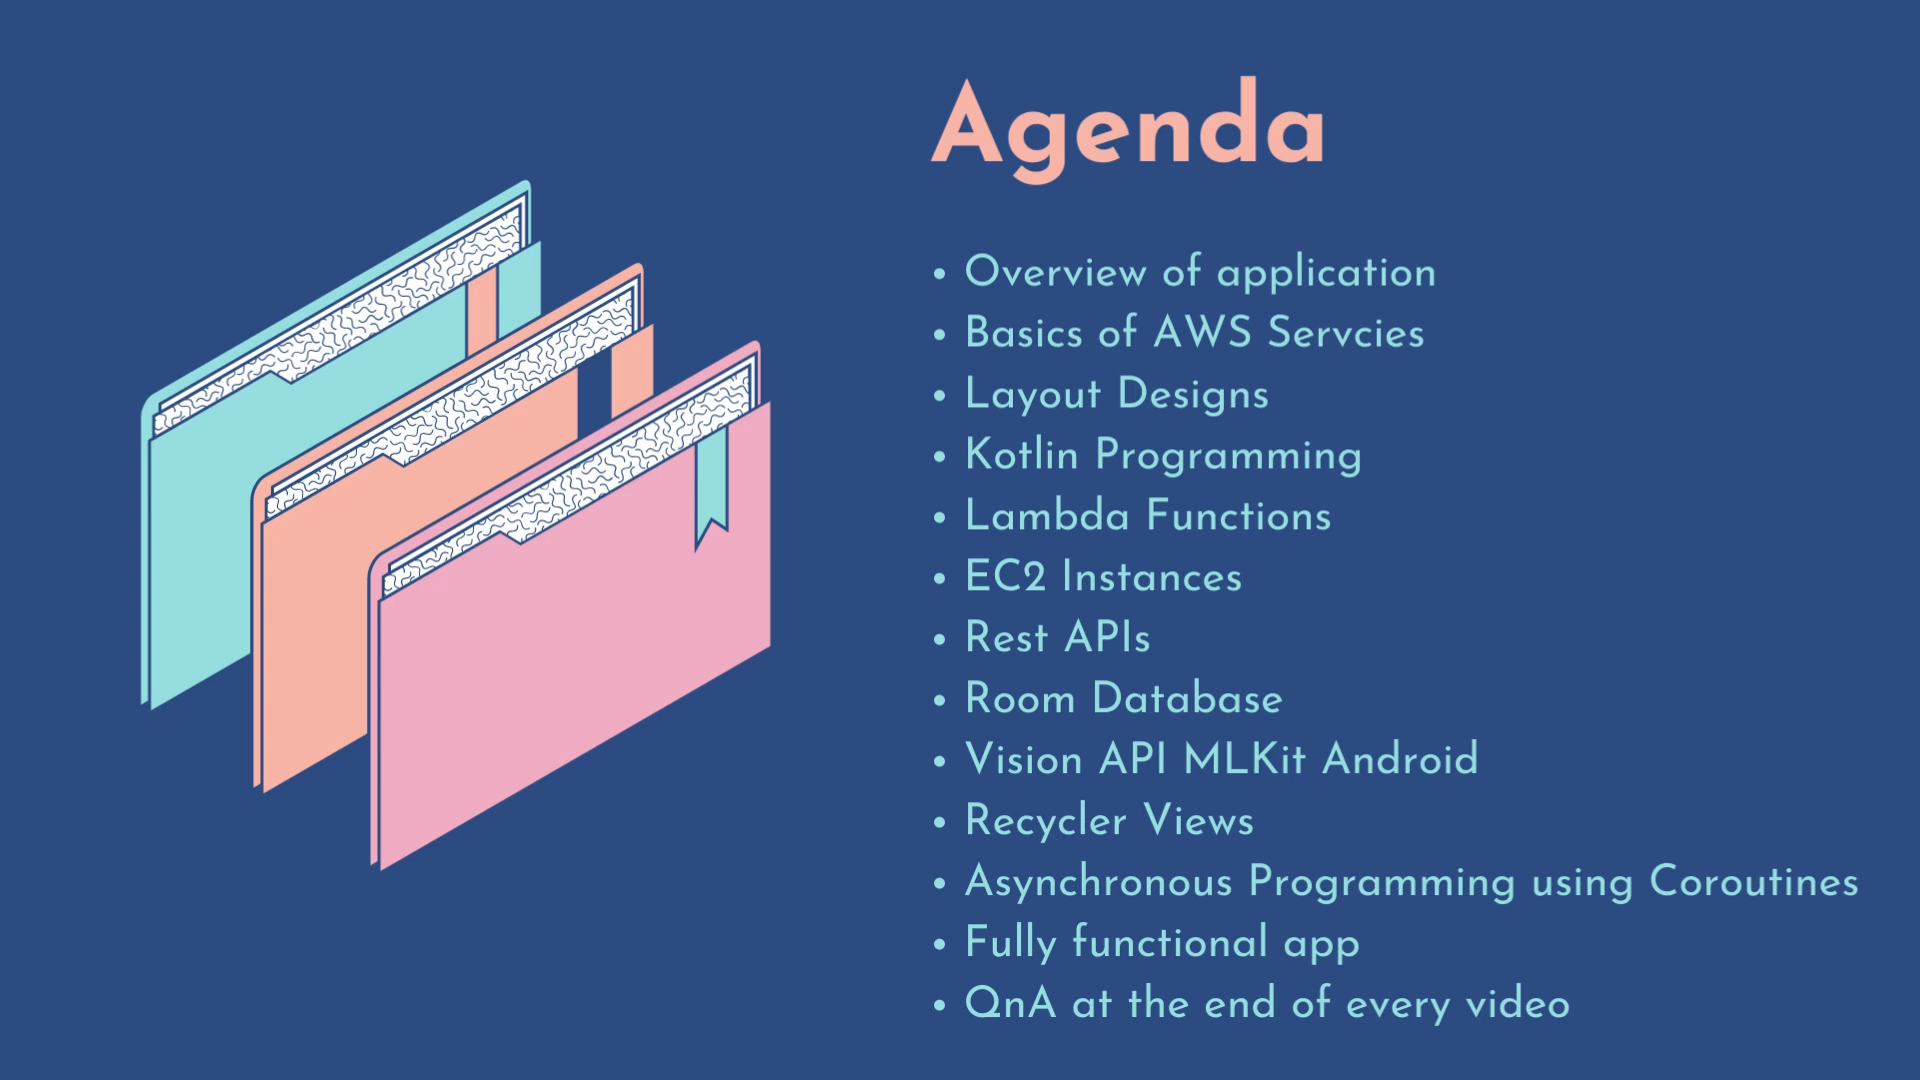 Agenda
• Overview of application
• Basics of AWS Servcies
• Layout Designs
• Kotlin Programming
• Lambda Functions
• EC2 Instances
• Rest APIs
• Room Database
• Vision API MLKit Android
• Recycler Views
• Asynchronous Programming using Coroutines
• Fully functional app
• QnA at the end of every video